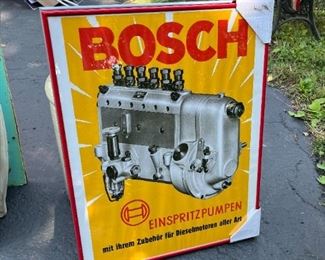 BOSCH
EINSPRITZPUMPEN
mit ihrem Zubehör für Dieselmotoren aller Art